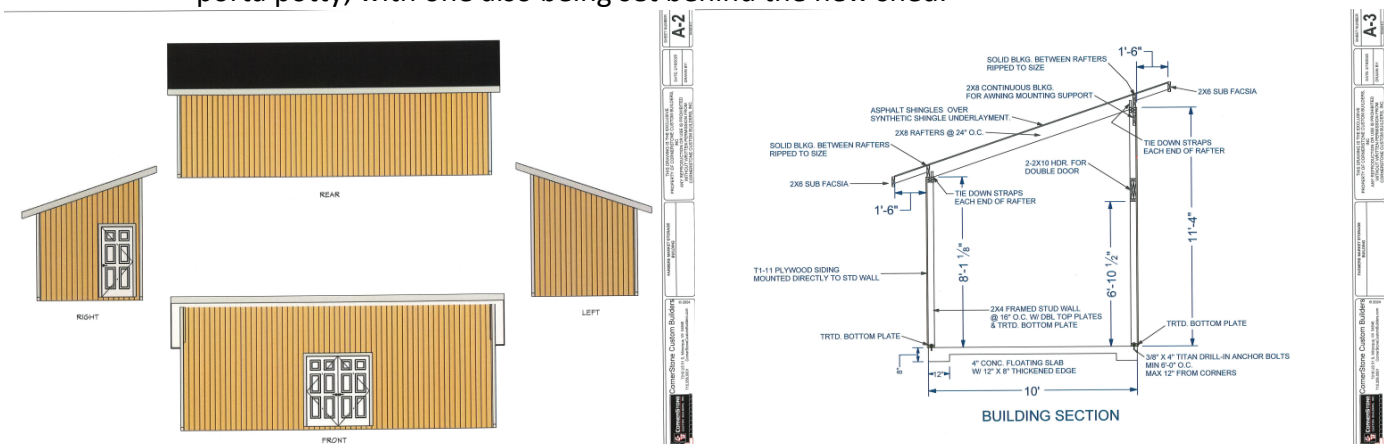 porta potty, with one also being set behind the new shed.
REAR
RIGHT
LEFT
FRONT
A-2
SOLID BLKG. BETWEEN RAFTERS
RIPPED TO SIZE
1'-6"
2X8 CONTINUOUS BLKG.
FOR AWNING MOUNTING SUPPORT
2X6 SUB FACSIA
ASPHALT SHINGLES OVER
SYNTHETIC SHINGLE UNDERLAYMENT.
2X8 RAFTERS @ 24" O.C.
SOLID BLKG. BETWEEN RAFTERS
RIPPED TO SIZE
TIE DOWN STRAPS
EACH END OF RAFTER
2-2X10 HDR. FOR
DOUBLE DOOR
2X6 SUB FACSIA
TIE DOWN STRAPS
EACH END OF RAFTER
1'-6"
8'-1 1/8"
6'-10 1/2"
11'-4"
T1-11 PLYWOOD SIDING
MOUNTED DIRECTLY TO STD WALL
2X4 FRAMED STUD WALL
@ 16" O.C. W/ DBL TOP PLATES
& TRTD. BOTTOM PLATE
TRTD. BOTTOM PLATE
TRTD. BOTTOM PLATE
8"
12"
4" CONC. FLOATING SLAB
W/ 12" X 8" THICKENED EDGE
3/8" X 4" TITAN DRILL-IN ANCHOR BOLTS
MIN 6'-0" O.C.
MAX 12" FROM CORNERS
10'
BUILDING SECTION
A-3
CornerStone Custom Builders
CornerStone Custom Builders